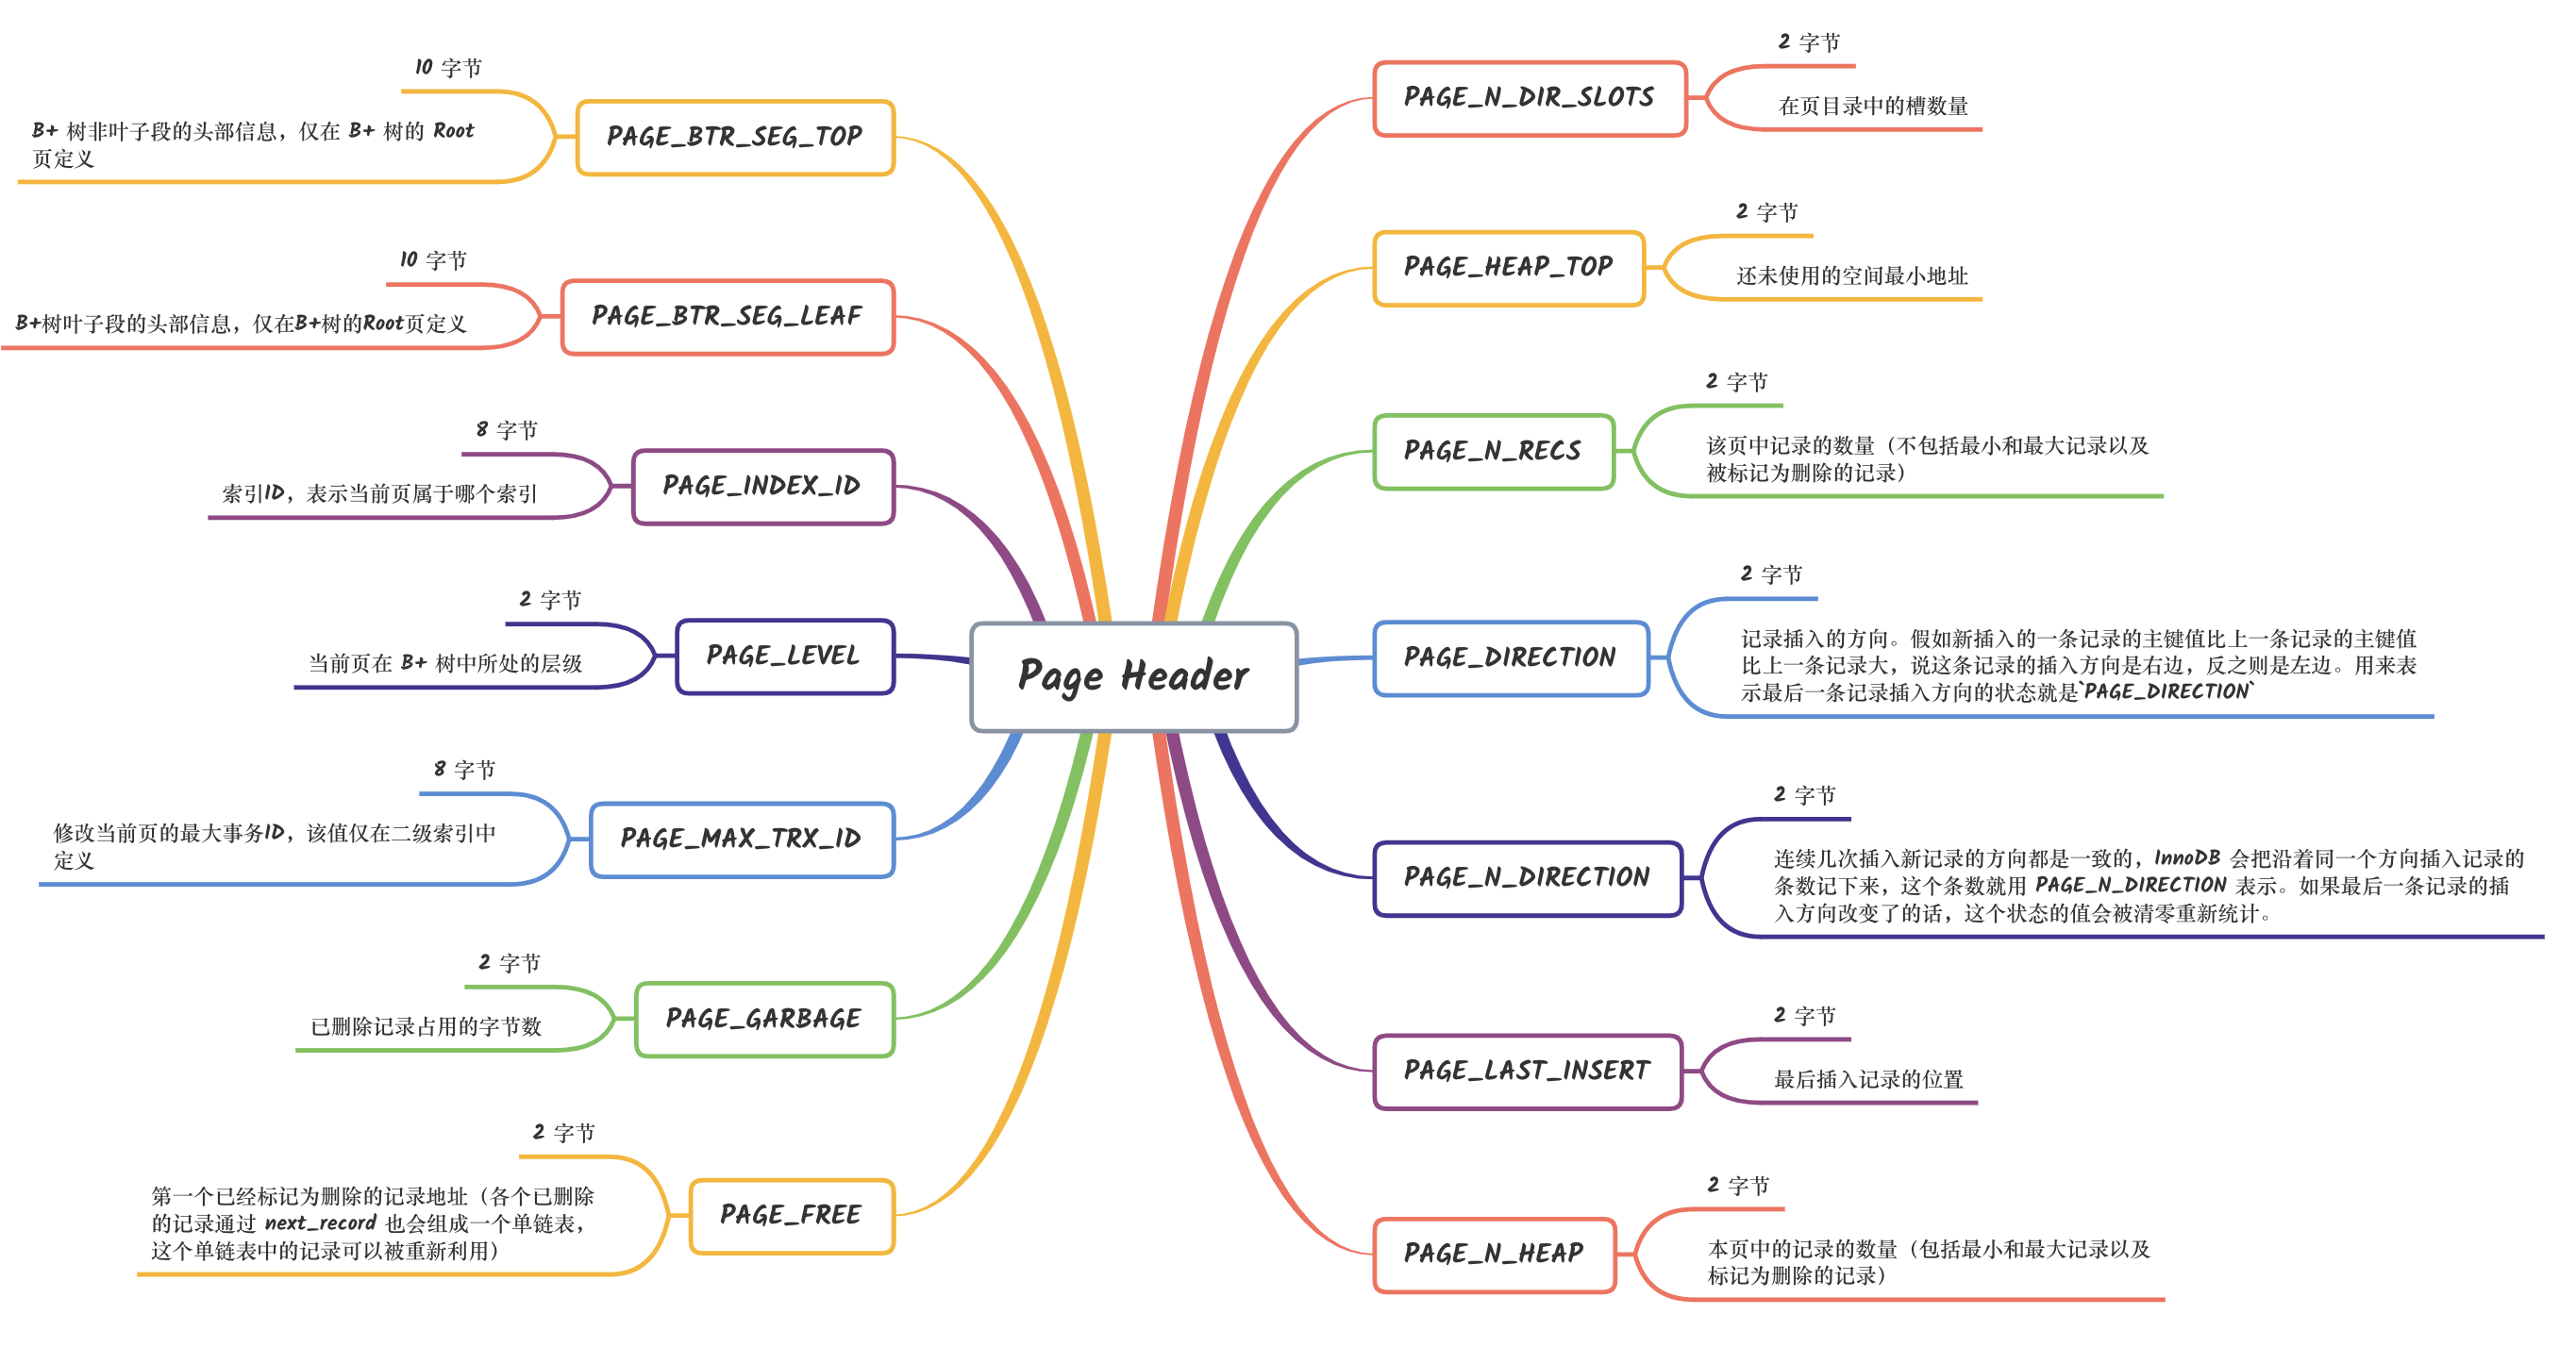 Page Header
PAGE_N_DIR_SLOTS
2 字节
在页目录中的槽数量
PAGE_HEAP_TOP
2 字节
还未使用的空间最小地址
PAGE_N_RECS
2 字节
该页中记录的数量（不包括最小和最大记录以及
被标记为删除的记录）
PAGE_DIRECTION
2 字节
记录插入的方向。假如新插入的一条记录的主键值比上一条记录的主键值
比上一条记录大，说这条记录的插入方向是右边，反之则是左边。用来表
示最后一条记录插入方向的状态就是`PAGE_DIRECTION`
PAGE_N_DIRECTION
2 字节
连续几次插入新记录的方向都是一致的，InnoDB 会把沿着同一个方向插入记录的
条数记下来，这个条数就用 PAGE_N_DIRECTION 表示。如果最后一条记录的插
入方向改变了的话，这个状态的值会被清零重新统计。
PAGE_LAST_INSERT
2 字节
最后插入记录的位置
PAGE_N_HEAP
2 字节
本页中的记录的数量（包括最小和最大记录以及
标记为删除的记录）
PAGE_BTR_SEG_TOP
10 字节
B+ 树非叶子段的头部信息，仅在 B+ 树的 Root
页定义
PAGE_BTR_SEG_LEAF
10 字节
B+树叶子段的头部信息，仅在B+树的Root页定义
PAGE_INDEX_ID
8 字节
索引ID，表示当前页属于哪个索引
PAGE_LEVEL
2 字节
当前页在 B+ 树中所处的层级
PAGE_MAX_TRX_ID
8 字节
修改当前页的最大事务ID，该值仅在二级索引中
定义
PAGE_GARBAGE
2 字节
已删除记录占用的字节数
PAGE_FREE
2 字节
第一个已经标记为删除的记录地址（各个已删除
的记录通过 next_record 也会组成一个单链表，
这个单链表中的记录可以被重新利用）